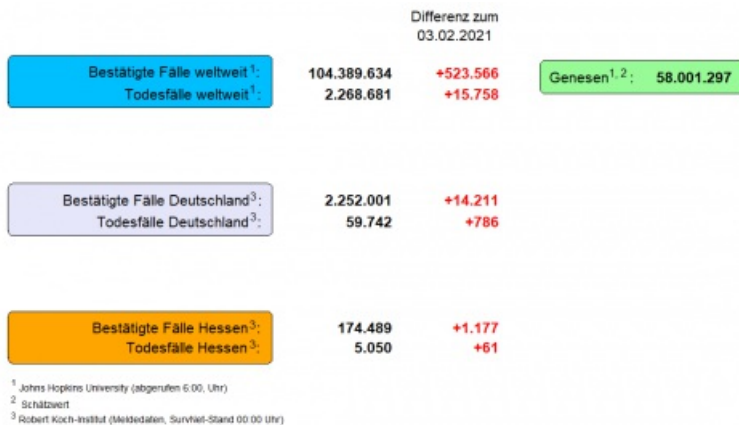 Differenz zum
03.02.2021
Bestätigte Fälle weltweit¹: 104.389.634 +523.566 Genesen¹,²: 58.001.297
Todesfälle weltweit¹: 2.268.681 +15.758
Bestätigte Fälle Deutschland³: 2.252.001 +14.211
Todesfälle Deutschland³: 59.742 +786
Bestätigte Fälle Hessen³: 174.489 +1.177
Todesfälle Hessen³: 5.050 +61
¹ Johns Hopkins University (abgerufen 6:00, Uhr)
² Schätzwert
³ Robert Koch-Institut (Meldedaten, SurvNet-Stand 00:00 Uhr)